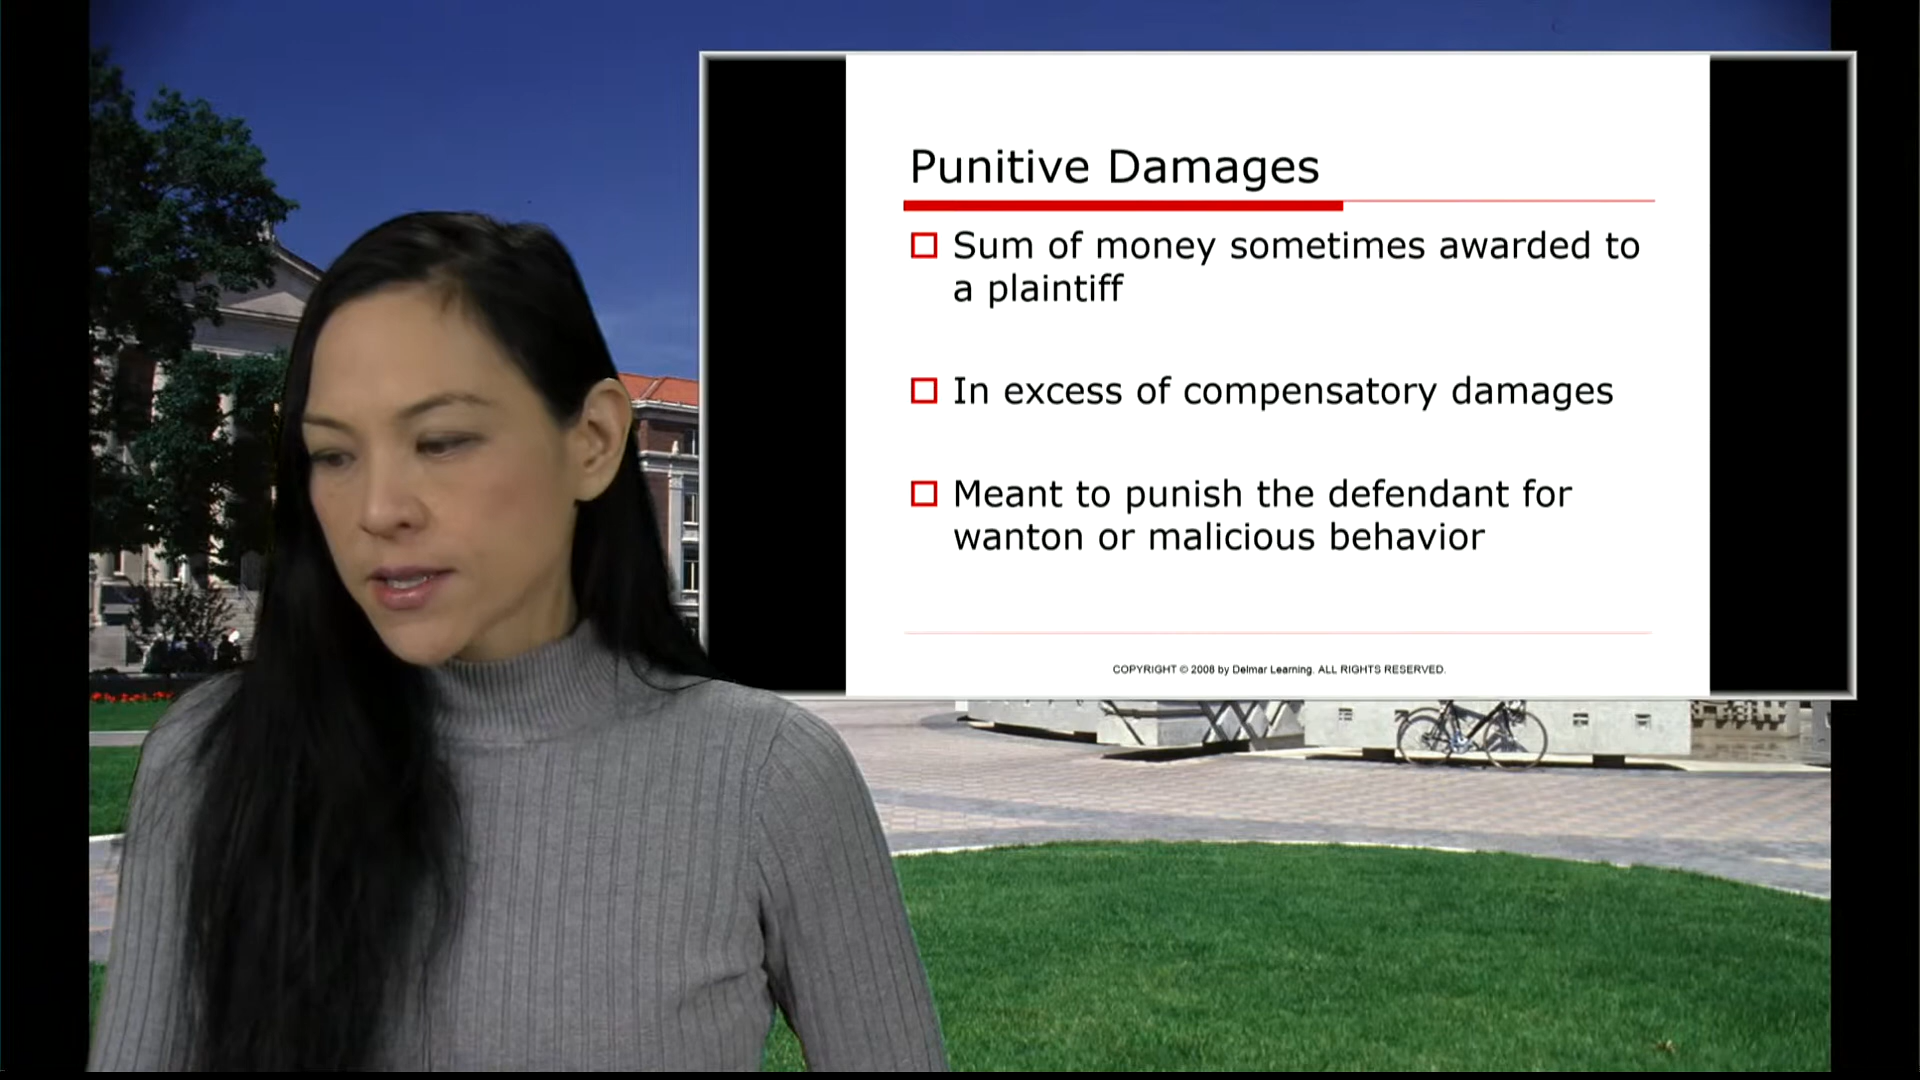 Punitive Damages
Sum of money sometimes awarded to
a plaintiff
In excess of compensatory damages
Meant to punish the defendant for
wanton or malicious behavior
COPYRIGHT © 2008 by Delmar Learning. ALL RIGHTS RESERVED.